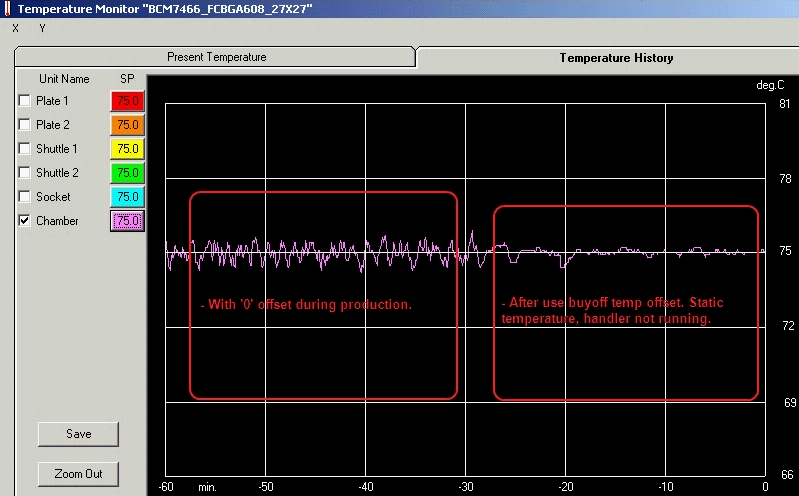 Temperature Monitor "BCM7466_FCBGA608_27X27"
X Y
Present Temperature
Temperature History
Unit Name SP
deg.C
Plate 1 75.0
Plate 2 75.0
Shuttle 1 75.0
Shuttle 2 75.0
Socket 75.0
Chamber 75.0
81
78
75
72
69
66
- With '0' offset during production.
- After use buyoff temp offset. Static
temperature, handler not running.
Save
Zoom Out
-60 min. -50 -40 -30 -20 -10 0